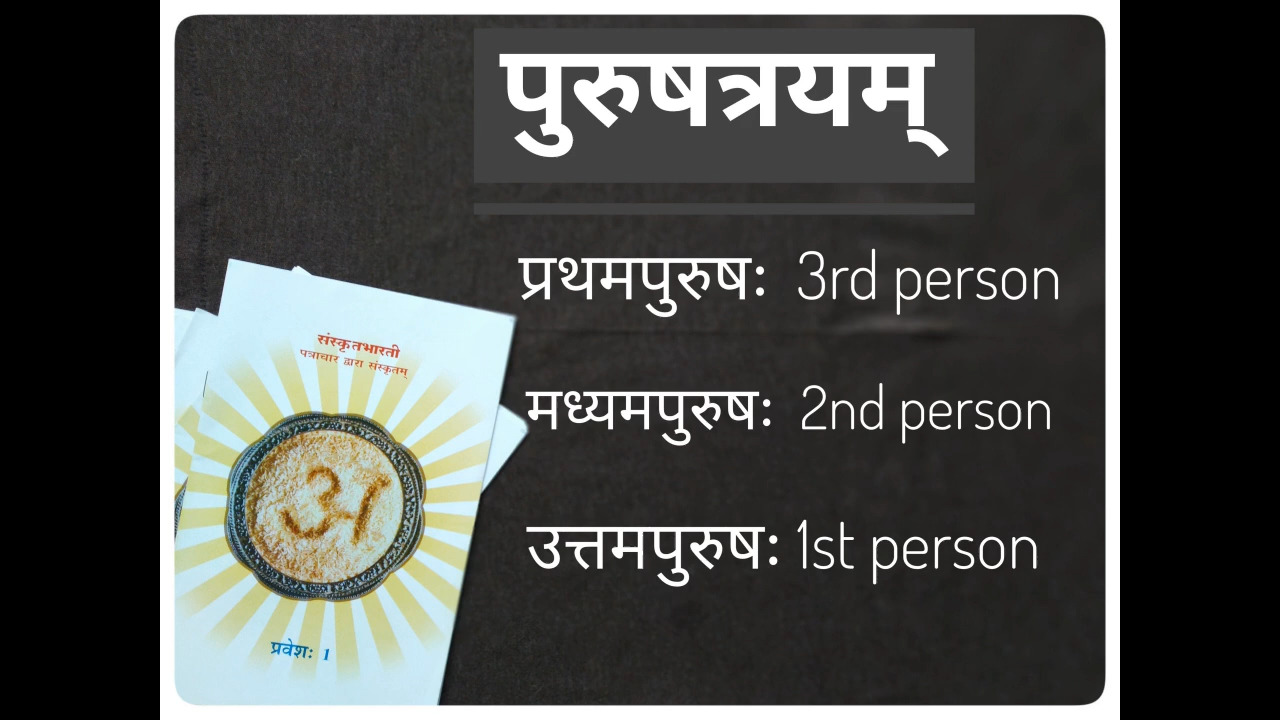 पुरुषत्रयम्
प्रथमपुरुषः 3rd person
मध्यमपुरुषः 2nd person
उत्तमपुरुषः 1st person
संस्कृतभारती
पत्राचार द्वारा संस्कृतम्
अ
प्रवेशः 1